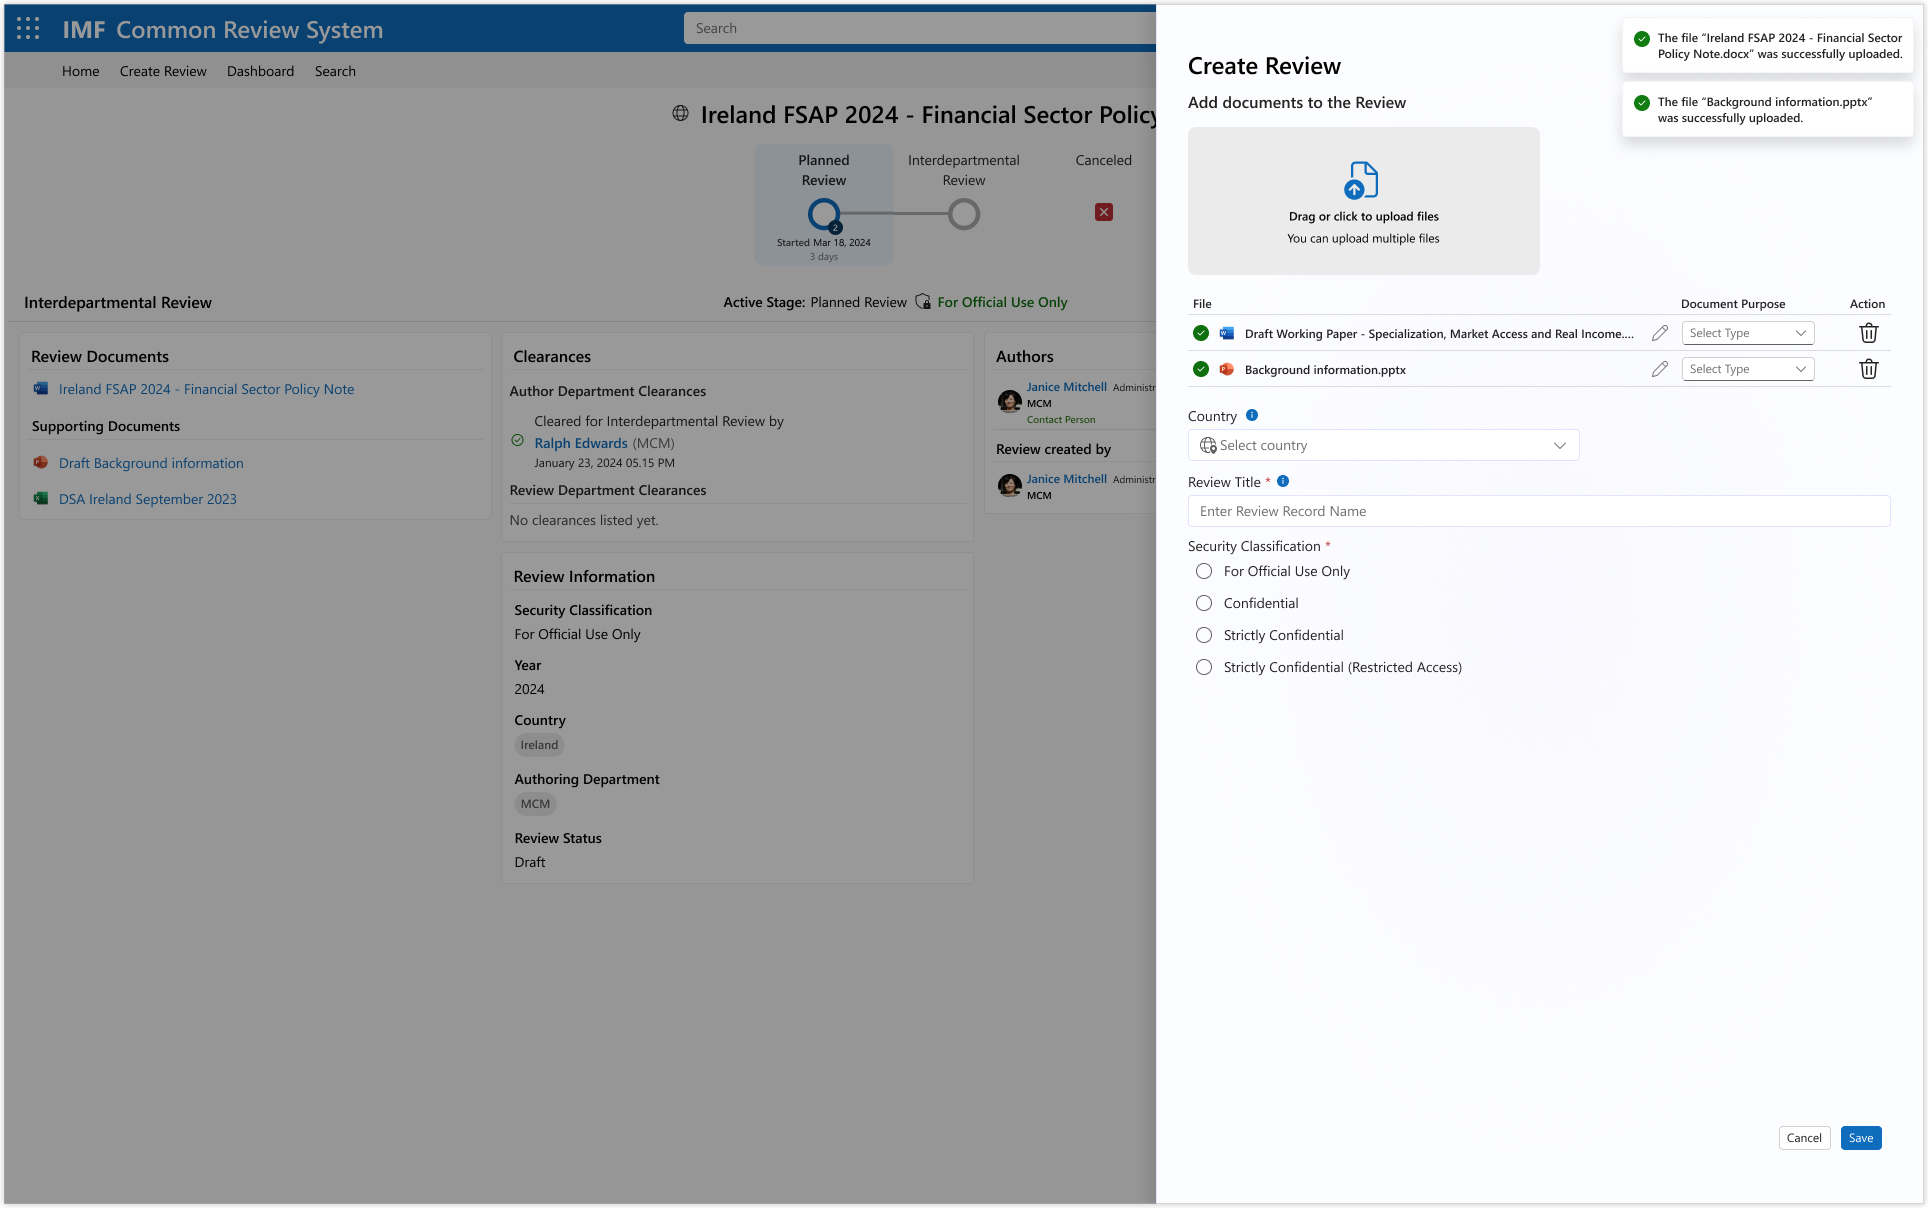 IMF Common Review System
Search
Home
Create Review
Dashboard
Search
Ireland FSAP 2024 - Financial Sector Policy
Planned
Review
2
Started Mar 18, 2024
3 days
Interdepartmental
Review
Canceled
Interdepartmental Review
Active Stage: Planned Review
For Official Use Only
Review Documents
Ireland FSAP 2024 - Financial Sector Policy Note
Supporting Documents
Draft Background information
DSA Ireland September 2023
Clearances
Author Department Clearances
Cleared for Interdepartmental Review by
Ralph Edwards (MCM)
January 23, 2024 05.15 PM
Review Department Clearances
No clearances listed yet.
Review Information
Security Classification
For Official Use Only
Year
2024
Country
Ireland
Authoring Department
MCM
Review Status
Draft
Authors
Janice Mitchell Administr
MCM
Contact Person
Review created by
Janice Mitchell Administr
MCM
Create Review
Add documents to the Review
Drag or click to upload files
You can upload multiple files
The file “Ireland FSAP 2024 - Financial Sector
Policy Note.docx” was successfully uploaded.
The file “Background information.pptx”
was successfully uploaded.
File
Document Purpose
Action
Draft Working Paper - Specialization, Market Access and Real Income....
Select Type
Background information.pptx
Select Type
Country
Select country
Review Title *
Enter Review Record Name
Security Classification *
For Official Use Only
Confidential
Strictly Confidential
Strictly Confidential (Restricted Access)
Cancel
Save